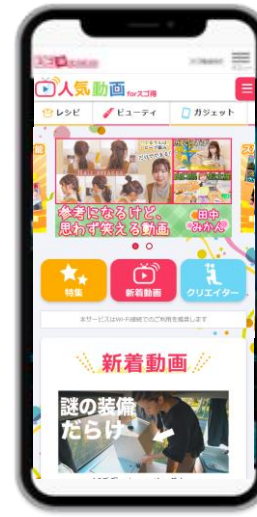 人気動画 forスゴ得
レシピ
ビューティ
ガジェット
参考になるけど、
思わず笑える動画
田中
みかん
特集
新着動画
クリエイター
本サービスはWi-Fi接続でのご利用を推奨します
新着動画
謎の装備
だらけ